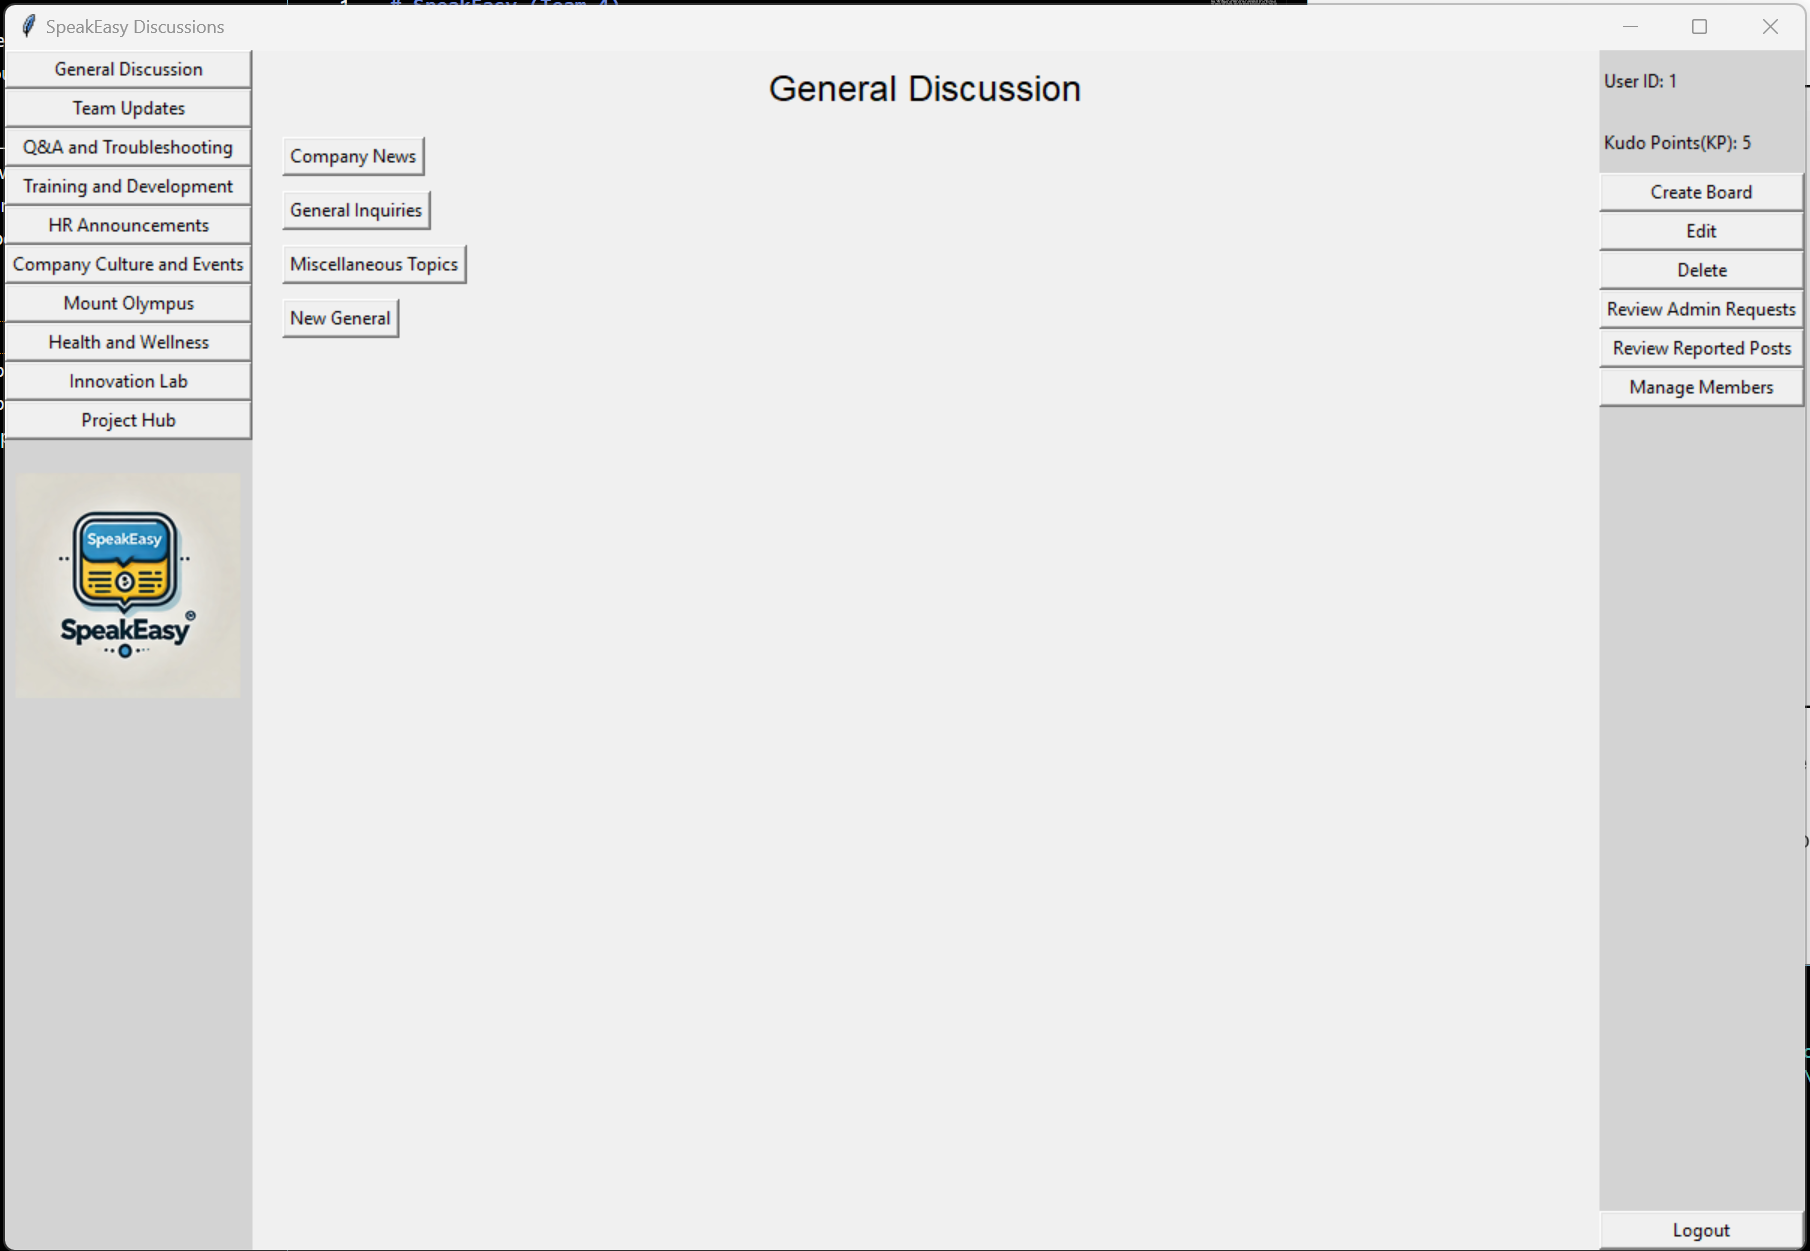 # SpeakEasy (Team 4)
SpeakEasy Discussions
General Discussion
Team Updates
Q&A and Troubleshooting
Training and Development
HR Announcements
Company Culture and Events
Mount Olympus
Health and Wellness
Innovation Lab
Project Hub
SpeakEasy
SpeakEasy
General Discussion
Company News
General Inquiries
Miscellaneous Topics
New General
User ID: 1
Kudo Points(KP): 5
Create Board
Edit
Delete
Review Admin Requests
Review Reported Posts
Manage Members
Logout